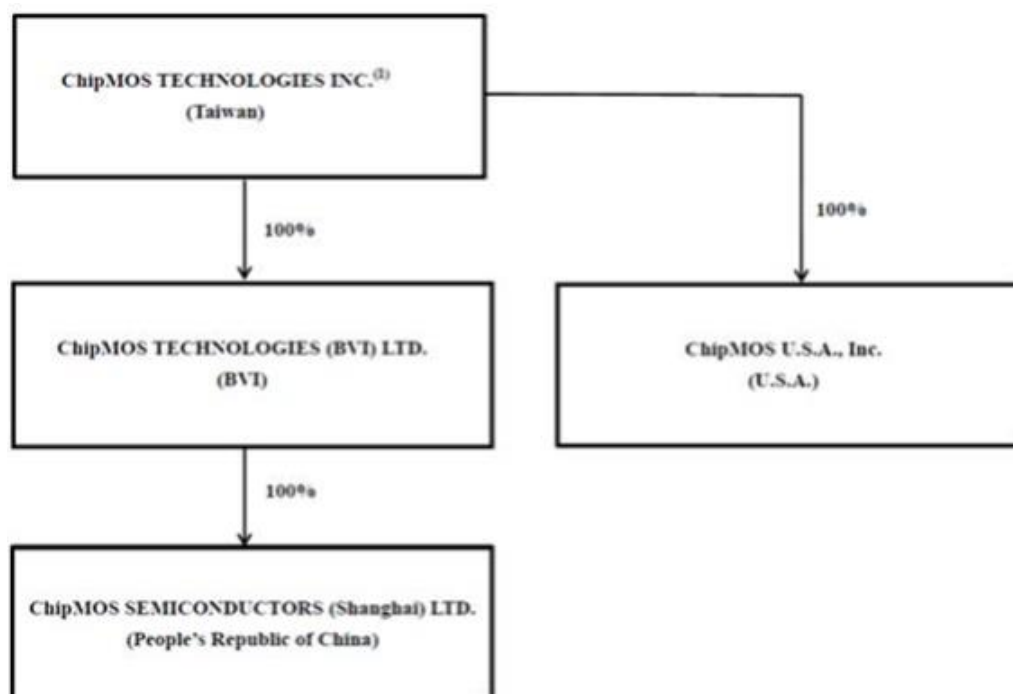 ChipMOS TECHNOLOGIES INC.(1)
(Taiwan)
100%
100%
ChipMOS TECHNOLOGIES (BVI) LTD.
(BVI)
ChipMOS U.S.A., Inc.
(U.S.A.)
100%
ChipMOS SEMICONDUCTORS (Shanghai) LTD.
(People's Republic of China)